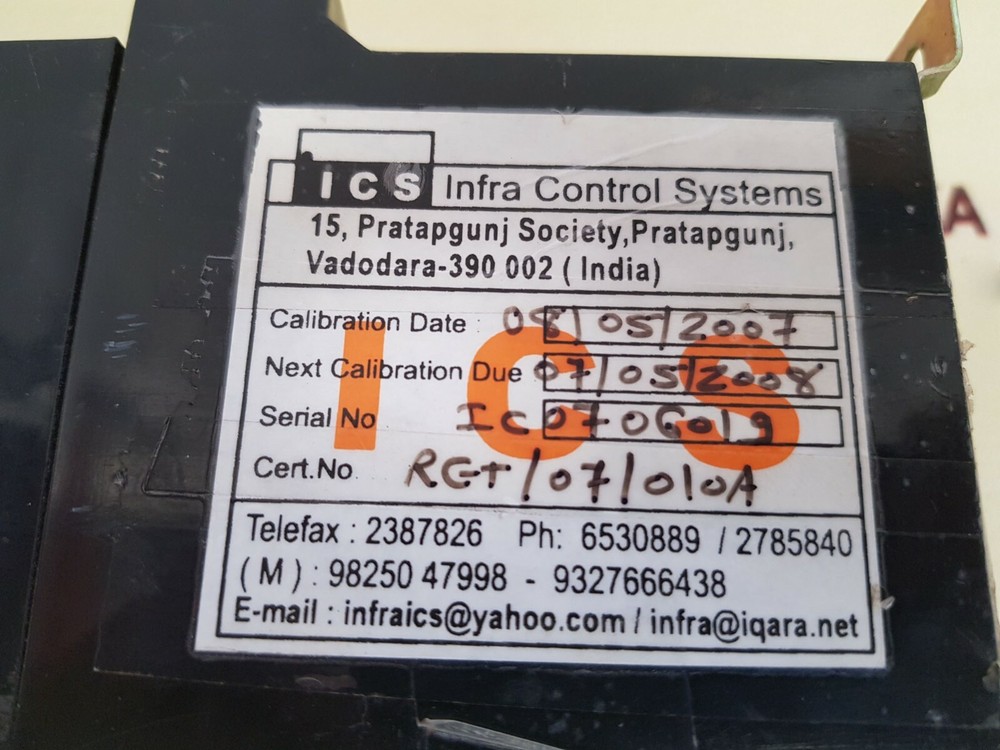 ICS Infra Control Systems
15, Pratapgunj Society,Pratapgunj,
Vadodara-390 002 ( India)
Calibration Date : 08/05/2007
Next Calibration Due 07/05/2008
Serial No IC0706019
Cert.No. RGT/07/010A
ICS
Telefax : 2387826 Ph: 6530889 / 2785840
( M ) : 98250 47998 - 9327666438
E-mail : infraics@yahoo.com / infra@iqara.net
A